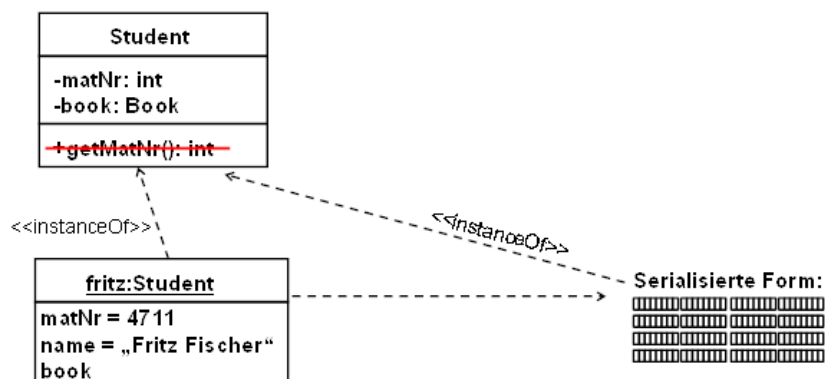 Student
-matNr: int
-book: Book
+getMatNr(): int
<<instanceOf>>
<<instanceOf>>
fritz:Student
matNr = 4711
name = „Fritz Fischer“
book
Serialisierte Form: